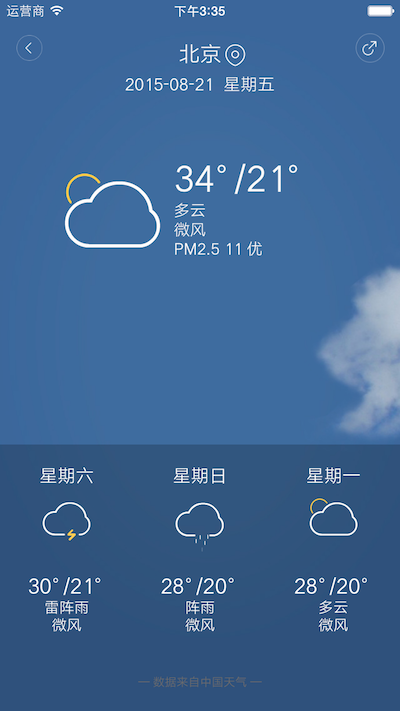 运营商 下午3:35
北京
2015-08-21 星期五
34°/21°
多云
微风
PM2.5 11 优
星期六 星期日 星期一
30°/21° 28°/20° 28°/20°
雷阵雨 阵雨 多云
微风 微风 微风
— 数据来自中国天气 —